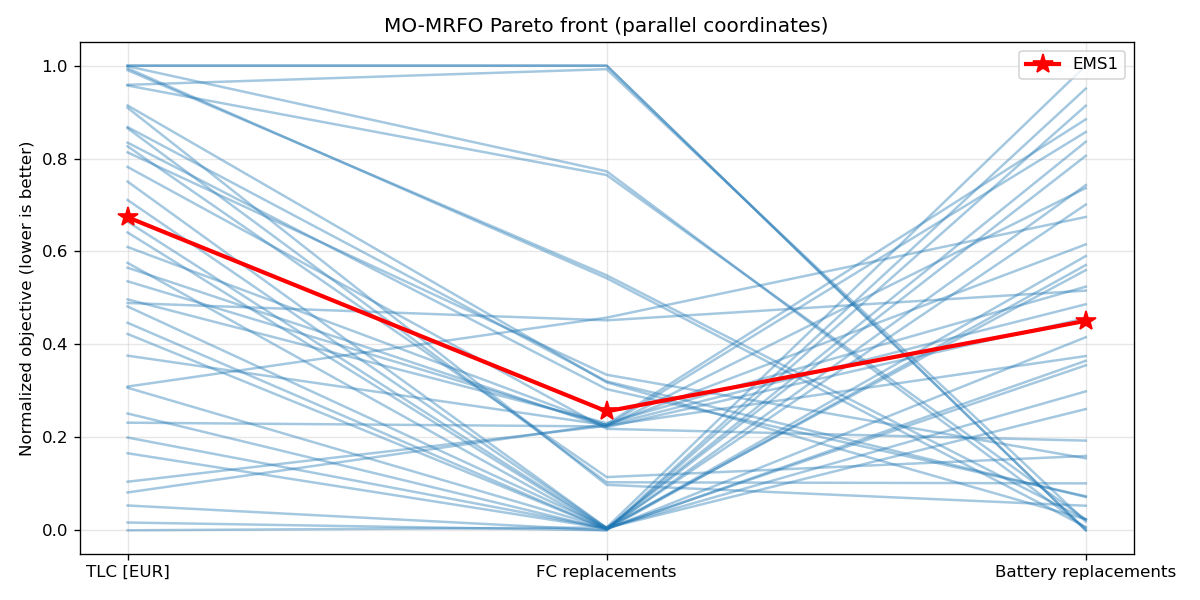 MO-MRFO Pareto front (parallel coordinates)
EMS1
Normalized objective (lower is better)
1.0
0.8
0.6
0.4
0.2
0.0
TLC [EUR]
FC replacements
Battery replacements